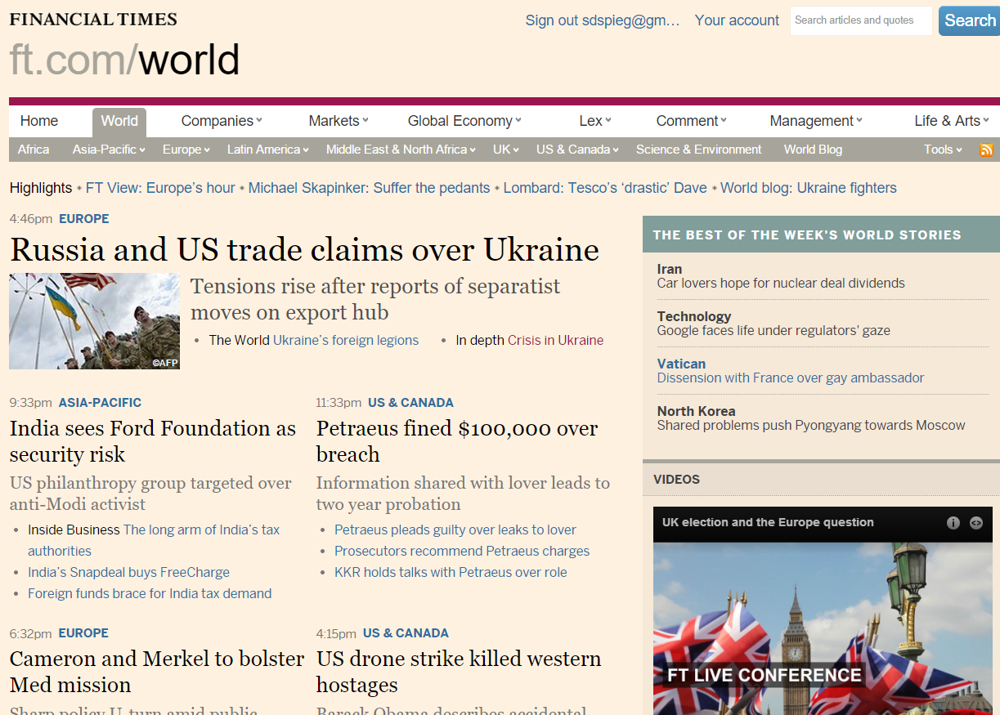 FINANCIAL TIMES
Sign out sdspieg@gm… Your account Search articles and quotes Search
ft.com/world
Home World Companies Markets Global Economy Lex Comment Management Life & Arts
Africa Asia-Pacific Europe Latin America Middle East & North Africa UK US & Canada Science & Environment World Blog Tools
Highlights • FT View: Europe’s hour • Michael Skapinker: Suffer the pedants • Lombard: Tesco’s ‘drastic’ Dave • World blog: Ukraine fighters
4:46pm EUROPE
Russia and US trade claims over Ukraine
©AFP
Tensions rise after reports of separatist
moves on export hub
• The World Ukraine’s foreign legions • In depth Crisis in Ukraine
9:33pm ASIA-PACIFIC
India sees Ford Foundation as
security risk
US philanthropy group targeted over
anti-Modi activist
• Inside Business The long arm of India’s tax
authorities
• India’s Snapdeal buys FreeCharge
• Foreign funds brace for India tax demand
11:33pm US & CANADA
Petraeus fined $100,000 over
breach
Information shared with lover leads to
two year probation
• Petraeus pleads guilty over leaks to lover
• Prosecutors recommend Petraeus charges
• KKR holds talks with Petraeus over role
6:32pm EUROPE
Cameron and Merkel to bolster
Med mission
Sharp policy U-turn amid public
4:15pm US & CANADA
US drone strike killed western
hostages
Barack Obama describes accidental
THE BEST OF THE WEEK'S WORLD STORIES
Iran
Car lovers hope for nuclear deal dividends
Technology
Google faces life under regulators' gaze
Vatican
Dissension with France over gay ambassador
North Korea
Shared problems push Pyongyang towards Moscow
VIDEOS
UK election and the Europe question
FT LIVE CONFERENCE